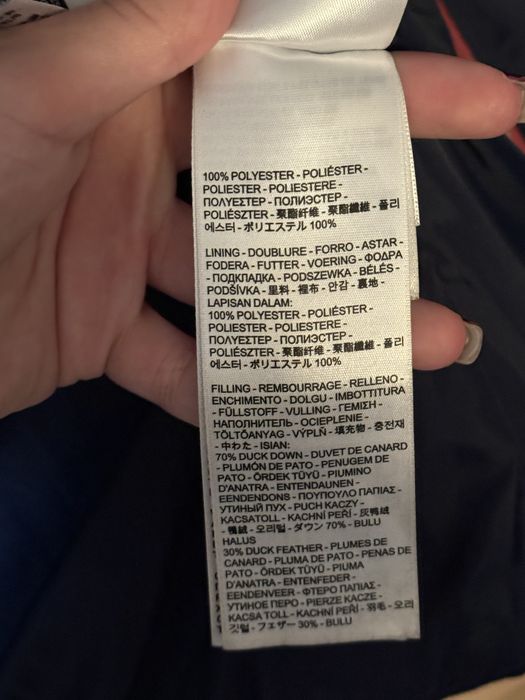 100% POLYESTER - POLIÉSTER -
POLIESTER - POLIESTERE -
ΠΟΛΥΕΣΤΕΡ - ПОЛИЭСТЕР -
POLIÉSZTER - 聚酯纤维 - 聚酯纖維 - 폴리
에스터 - ポリエステル 100%
LINING - DOUBLURE - FORRO - ASTAR -
FODERA - FUTTER - VOERING - ΦΟΔΡΑ
- ПОДКЛАДКА - PODSZEWKA - BÉLÉS -
PODŠÍVKA - 里料 - 裡布 - 안감 - 裏地 -
LAPISAN DALAM:
100% POLYESTER - POLIÉSTER -
POLIESTER - POLIESTERE -
ΠΟΛΥΕΣΤΕΡ - ПОЛИЭСТЕР -
POLIÉSZTER - 聚酯纤维 - 聚酯纖維 - 폴리
에스터 - ポリエステル 100%
FILLING - REMBOURRAGE - RELLENO -
ENCHIMENTO - DOLGU - IMBOTTITURA
- FÜLLSTOFF - VULLING - ΓΕΜΙΣΗ -
НАПОЛНИТЕЛЬ - OCIEPLENIE -
TÖLTŐANYAG - VÝPLŇ - 填充物 - 충전재
- 中わた - ISIAN:
70% DUCK DOWN - DUVET DE CANARD
- PLUMÓN DE PATO - PENUGEM DE
PATO - ÖRDEK TÜYÜ - PIUMINO
D'ANATRA - ENTENDAUNEN -
EENDENDONS - ΠΟΥΠΟΥΛΟ ΠΑΠΙΑΣ -
УТИНЫЙ ПУХ - PUCH KACZY -
KACSATOLL - KACHNÍ PEŘÍ - 灰鸭绒
- 鴨絨 - 오리털 - ダウン 70% - BULU
HALUS
30% DUCK FEATHER - PLUMES DE
CANARD - PLUMA DE PATO - PENAS DE
PATO - ÖRDEK TÜYÜ - PIUMA
D'ANATRA - ENTENFEDER -
EENDENVEER - ΦΤΕΡΟ ΠΑΠΙΑΣ -
УТИНОЕ ПЕРО - PIERZE KACZE -
KACSA TOLL - KACHNÍ PEŘÍ - 羽毛 - 오리
깃털 - フェザー 30% - BULU